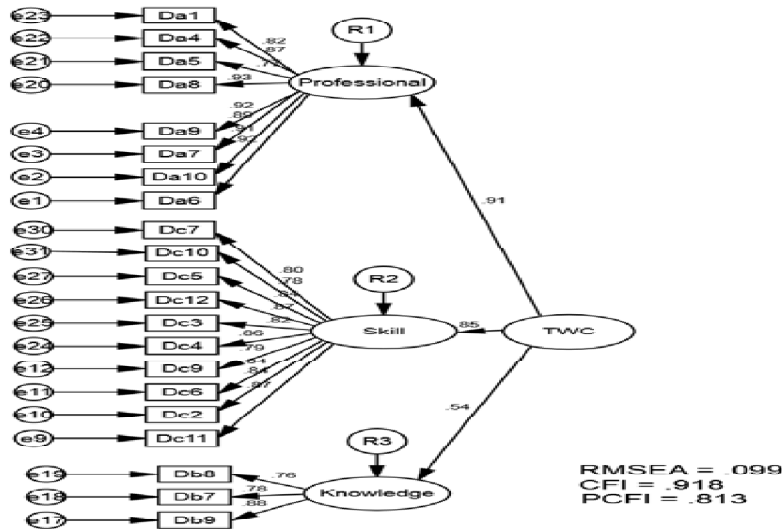 e23 Da1
e22 Da4
e21 Da5
e20 Da8
R1
.82
.87
.93
Professional
e4 Da9
e3 Da7
e2 Da10
e1 Da6
.92
.89
.91
.92
.91
e30 Dc7
e31 Dc10
e27 Dc5
e26 Dc12
e25 Dc3
e24 Dc4
e12 Dc9
e11 Dc6
e10 Dc2
e9 Dc11
.80
.78
.82
.86
.79
.84
.87
R2
Skill
.85
TWC
.54
R3
e19 Db8
e18 Db7
e17 Db9
.76
.78
.88
Knowledge
RMSEA = .099
CFI = .918
PCFI = .813